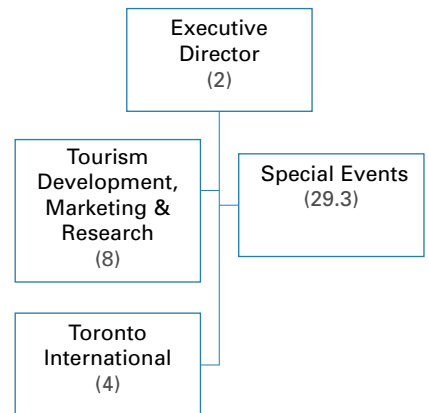 Executive
Director
(2)
Tourism
Development,
Marketing &
Research
(8)
Special Events
(29.3)
Toronto
International
(4)